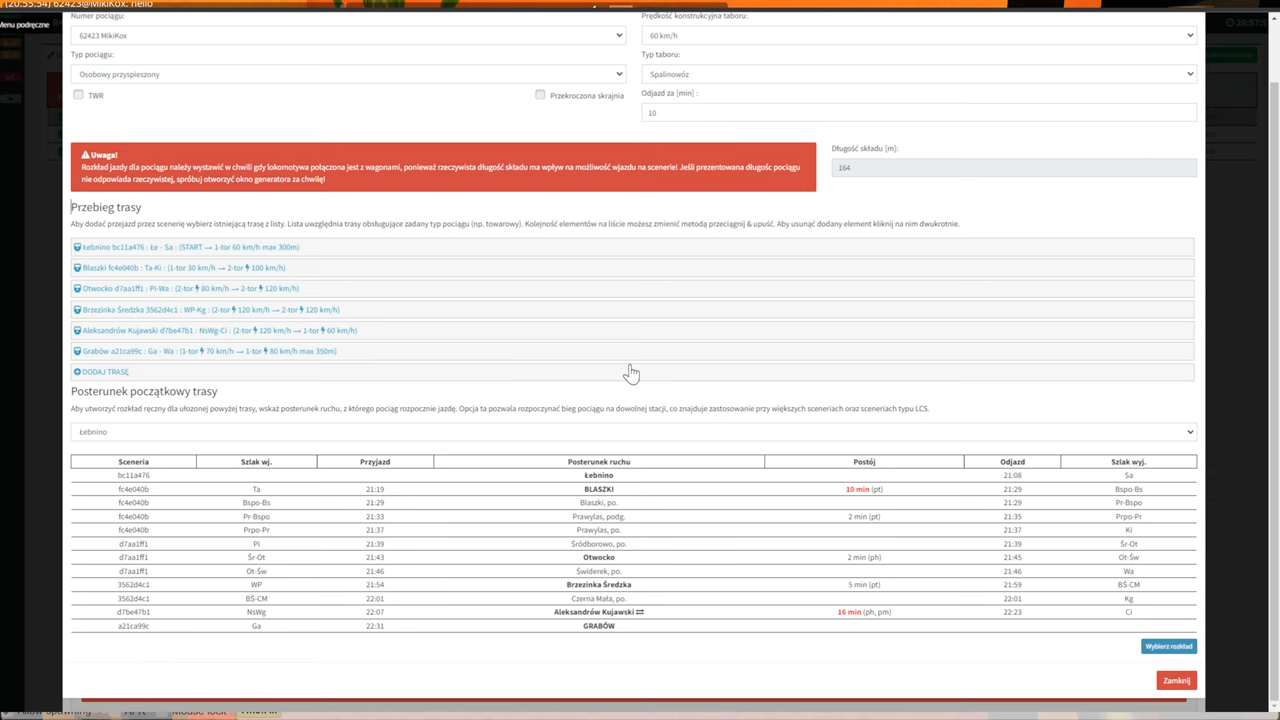 (20:55:54) 62423@MikiKox: hello
Menu podręczne
Numer pociągu:
Prędkość konstrukcyjna taboru:
62423 MikiKox
60 km/h
Typ pociągu:
Typ taboru:
Osobowy przyspieszony
Spalinowóz
TWR
Przekroczona skrajnia
Odjazd za [min] :
10
Uwaga!
Rozkład jazdy dla pociągu należy wystawić w chwili gdy lokomotywa połączona jest z wagonami, ponieważ rzeczywista długość składu ma wpływ na możliwość wjazdu na scenerie! Jeśli prezentowana długośc pociągu
nie odpowiada rzeczywistej, spróbuj otworzyć okno generatora za chwilę!
Długość składu [m]:
164
Przebieg trasy
Aby dodać przejazd przez scenerię wybierz istniejącą trasę z listy. Lista uwzględnia trasy obsługujące zadany typ pociągu (np. towarowy). Kolejność elementów na liście możesz zmienić metodą przeciągnij & upuść. Aby usunąć dodany element kliknij na nim dwukrotnie.
Łebnino bc11a476 : Łe - Sa : (START → 1-tor 60 km/h max 300m)
Blaszki fc4e040b : Ta-Ki : (1-tor 30 km/h → 2-tor 100 km/h)
Otwocko d7aa1ff1 : Pi-Wa : (2-tor 80 km/h → 2-tor 120 km/h)
Brzezinka Średzka 3562d4c1 : WP-Kg : (2-tor 120 km/h → 2-tor 120 km/h)
Aleksandrów Kujawski d7be47b1 : NsWg-Ci : (2-tor 120 km/h → 1-tor 60 km/h)
Grabów a21ca99c : Ga - Wa : (1-tor 70 km/h → 1-tor 80 km/h max 350m)
DODAJ TRASĘ
Posterunek początkowy trasy
Aby utworzyć rozkład ręczny dla ułożonej powyżej trasy, wskaż posterunek ruchu, z którego pociąg rozpocznie jazdę. Opcja ta pozwala rozpoczynać bieg pociągu na dowolnej stacji, co znajduje zastosowanie przy większych sceneriach oraz sceneriach typu LCS.
Łebnino
Sceneria Szlak wj. Przyjazd Posterunek ruchu Postój Odjazd Szlak wyj.
bc11a476 Łebnino 21:08 Sa
fc4e040b Ta 21:19 BLASZKI 10 min (pt) 21:29 Bspo-Bs
fc4e040b Bspo-Bs 21:29 Blaszki, po. 21:29 Pr-Bspo
fc4e040b Pr-Bspo 21:33 Prawylas, podg. 2 min (pt) 21:35 Prpo-Pr
fc4e040b Prpo-Pr 21:37 Prawylas, po. 21:37 Ki
d7aa1ff1 Pi 21:39 Śródborowo, po. 21:39 Śr-Ot
d7aa1ff1 Śr-Ot 21:43 Otwocko 2 min (ph) 21:45 Ot-Św
d7aa1ff1 Ot-Św 21:46 Świderek, po. 21:46 Wa
3562d4c1 WP 21:54 Brzezinka Średzka 5 min (pt) 21:59 BŚ-CM
3562d4c1 BŚ-CM 22:01 Czerna Mała, po. 22:01 Kg
d7be47b1 NsWg 22:07 Aleksandrów Kujawski 16 min (ph, pm) 22:23 Ci
a21ca99c Ga 22:31 GRABÓW
Wybierz rozkład
Zamknij